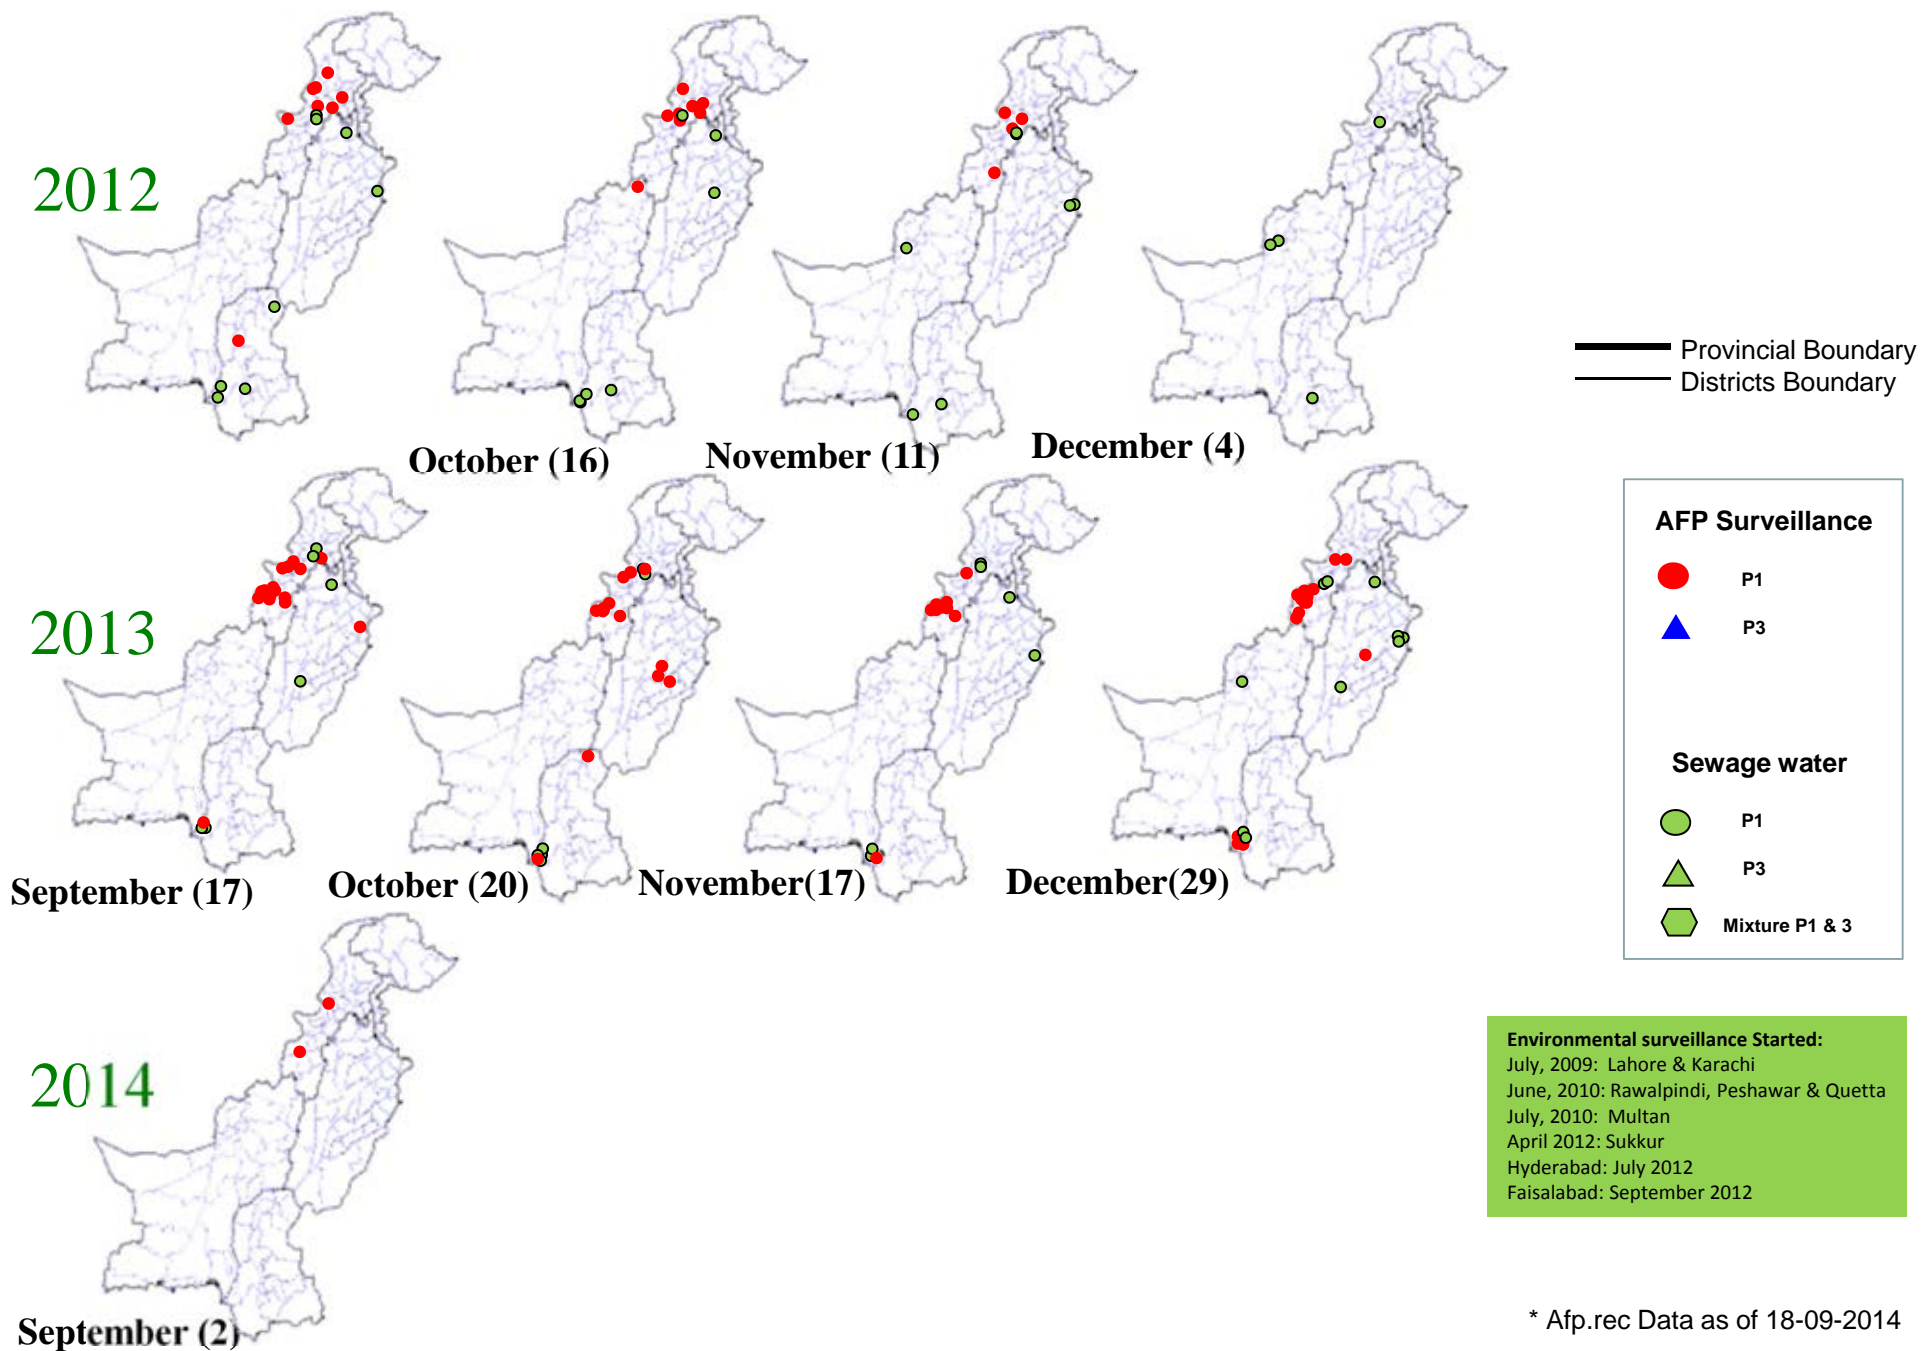 2012
October (16)
November (11)
December (4)
Provincial Boundary
Districts Boundary
2013
September (17)
October (20)
November(17)
December(29)
AFP Surveillance
P1
P3
Sewage water
P1
P3
Mixture P1 & 3
2014
September (2)
Environmental surveillance Started:
July, 2009: Lahore & Karachi
June, 2010: Rawalpindi, Peshawar & Quetta
July, 2010: Multan
April 2012: Sukkur
Hyderabad: July 2012
Faisalabad: September 2012
* Afp.rec Data as of 18-09-2014